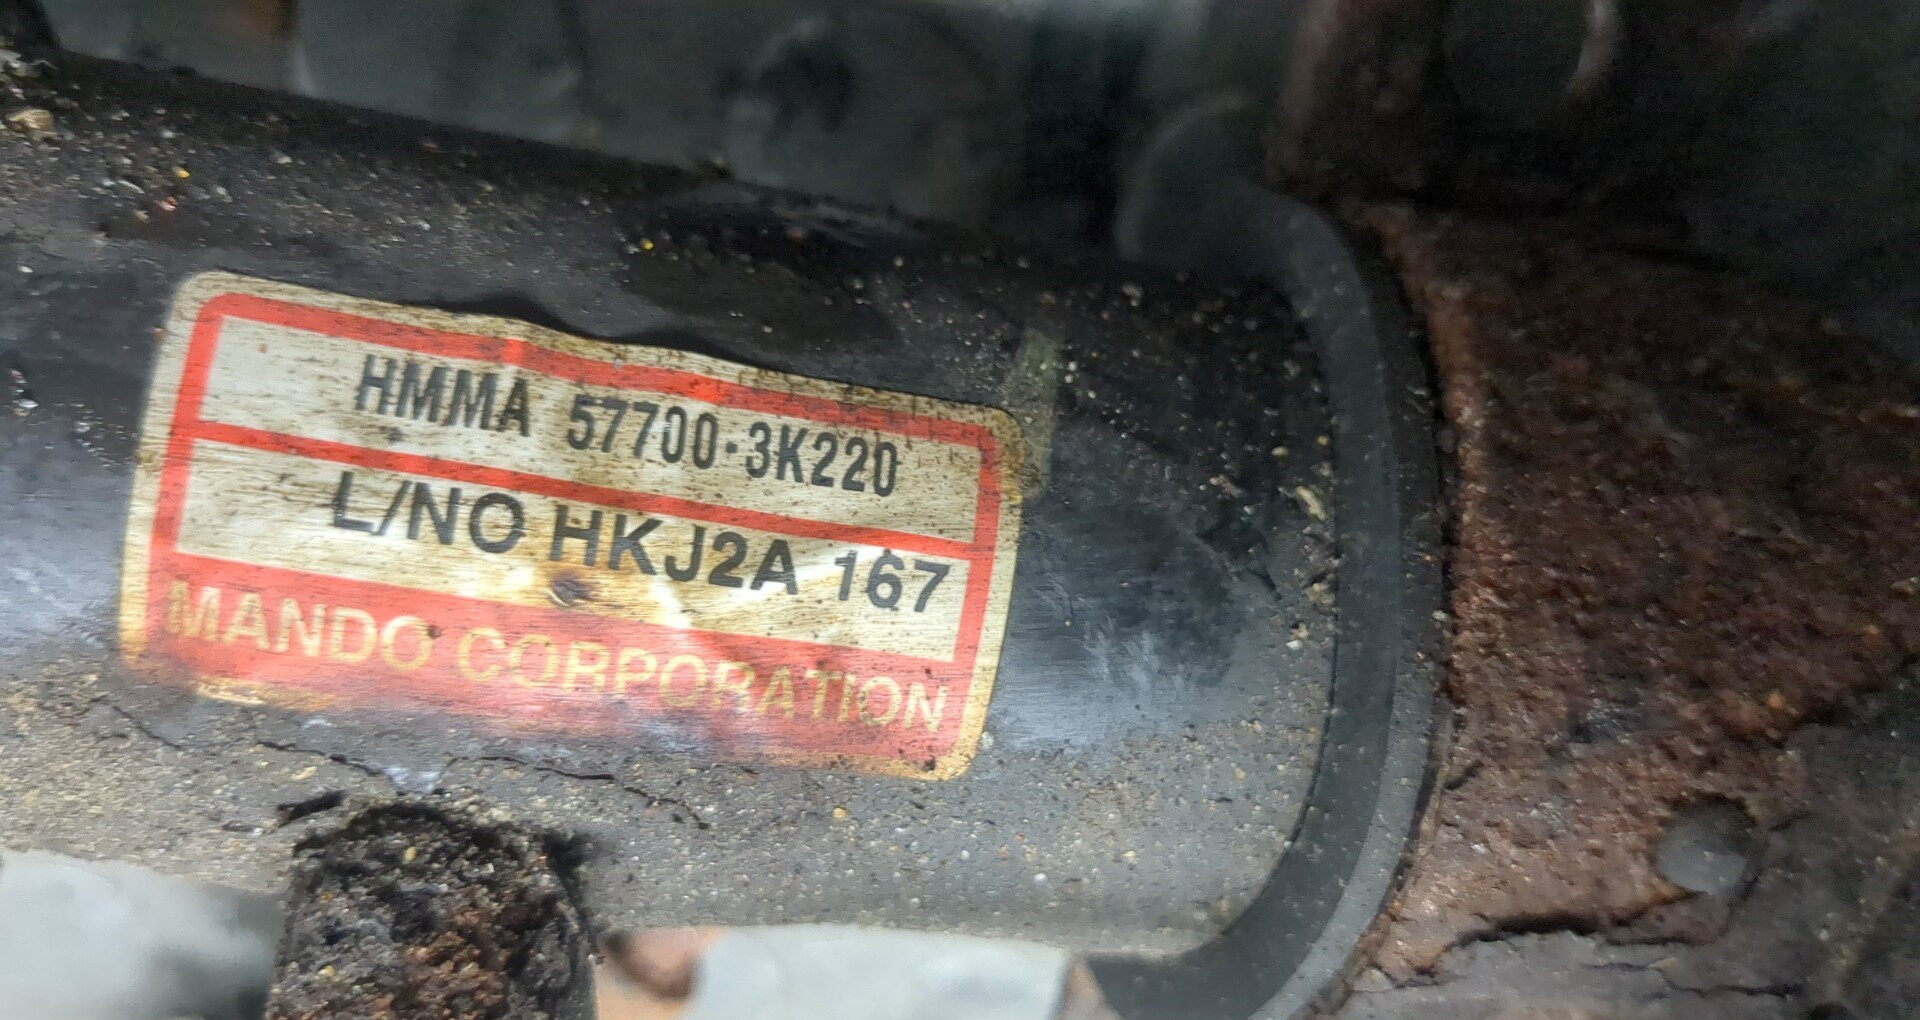 HMMA 57700-3K220
L/NO HKJ2A 167
MANDO CORPORATION